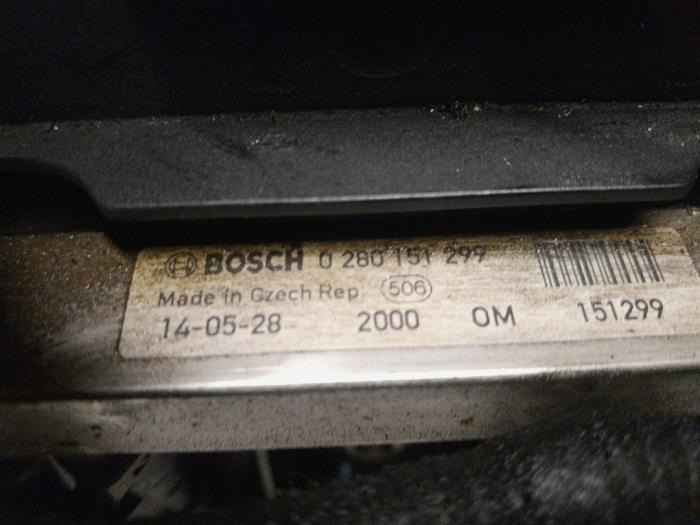 BOSCH 0 280 151 299
Made in Czech Rep 506
14-05-28 2000 OM 151299